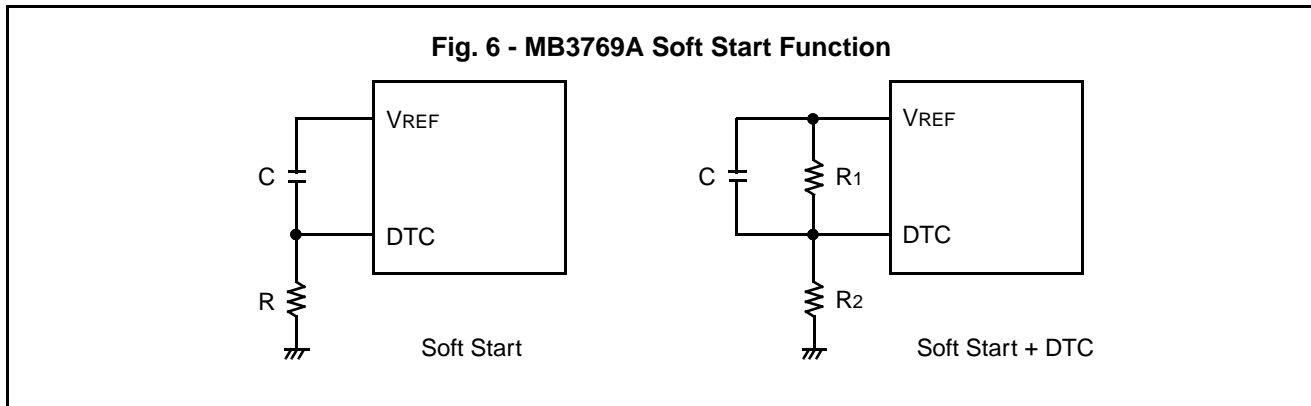 Fig. 6 - MB3769A Soft Start Function
VREF
C
DTC
R
Soft Start
VREF
C
R1
DTC
R2
Soft Start + DTC